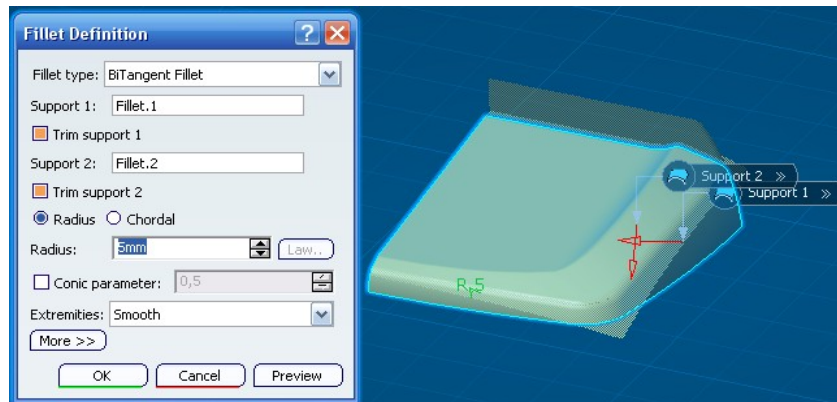 Fillet Definition
Fillet type: BiTangent Fillet
Support 1: Fillet.1
Trim support 1
Support 2: Fillet.2
Trim support 2
Radius Chordal
Radius: 5mm Law..
Conic parameter: 0,5
Extremities: Smooth
More >>
OK Cancel Preview
Support 2 »
Support 1 »
R 5